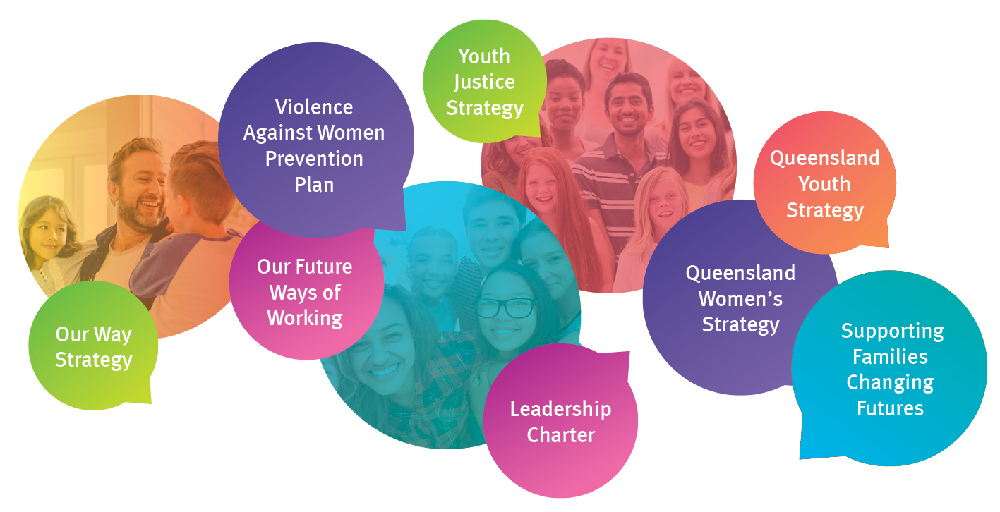 Violence
Against Women
Prevention
Plan
Youth
Justice
Strategy
Queensland
Youth
Strategy
Our Future
Ways of
Working
Queensland
Women’s
Strategy
Our Way
Strategy
Supporting
Families
Changing
Futures
Leadership
Charter